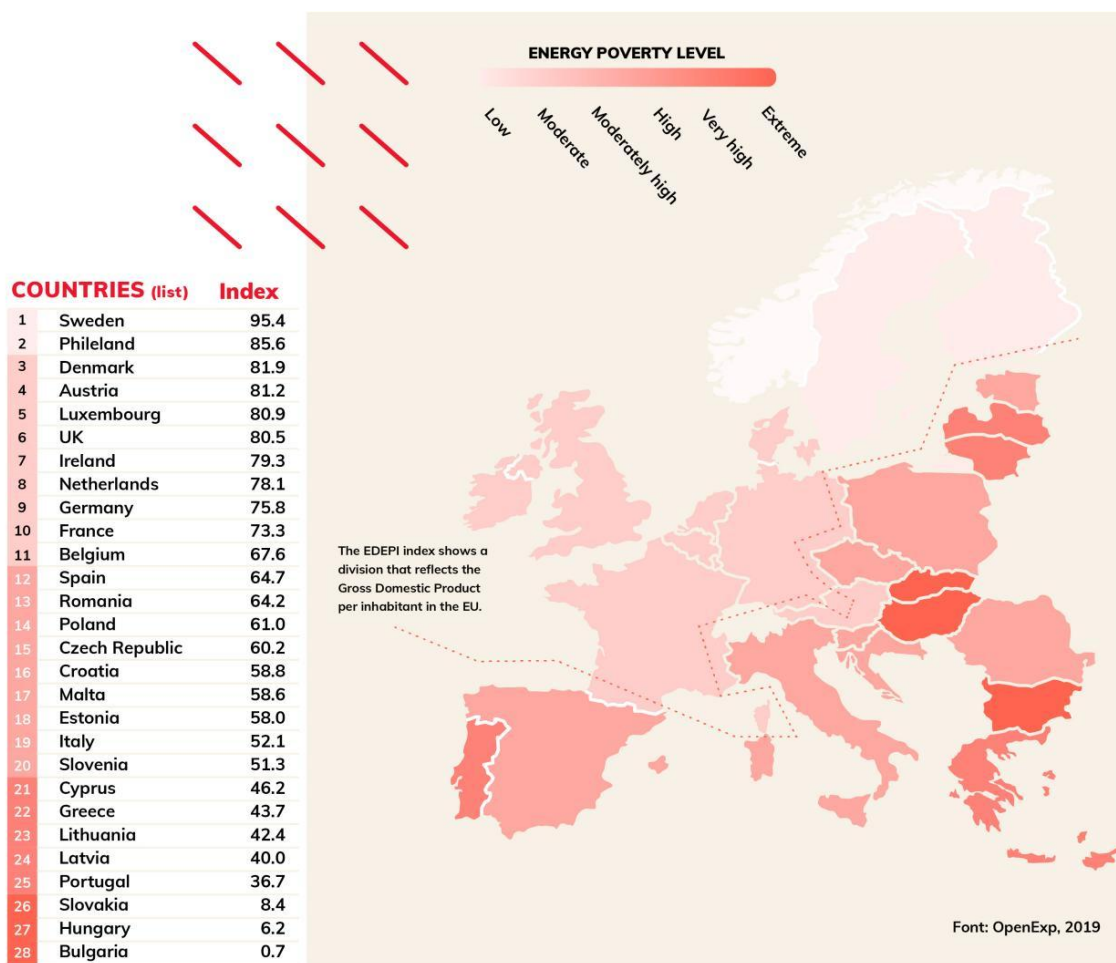 ENERGY POVERTY LEVEL
Low
Moderate
Moderately high
High
Very high
Extreme
COUNTRIES (list) Index
1 Sweden 95.4
2 Phileland 85.6
3 Denmark 81.9
4 Austria 81.2
5 Luxembourg 80.9
6 UK 80.5
7 Ireland 79.3
8 Netherlands 78.1
9 Germany 75.8
10 France 73.3
11 Belgium 67.6
12 Spain 64.7
13 Romania 64.2
14 Poland 61.0
15 Czech Republic 60.2
16 Croatia 58.8
17 Malta 58.6
18 Estonia 58.0
19 Italy 52.1
20 Slovenia 51.3
21 Cyprus 46.2
22 Greece 43.7
23 Lithuania 42.4
24 Latvia 40.0
25 Portugal 36.7
26 Slovakia 8.4
27 Hungary 6.2
28 Bulgaria 0.7
The EDEPI index shows a
division that reflects the
Gross Domestic Product
per inhabitant in the EU.
Font: OpenExp, 2019